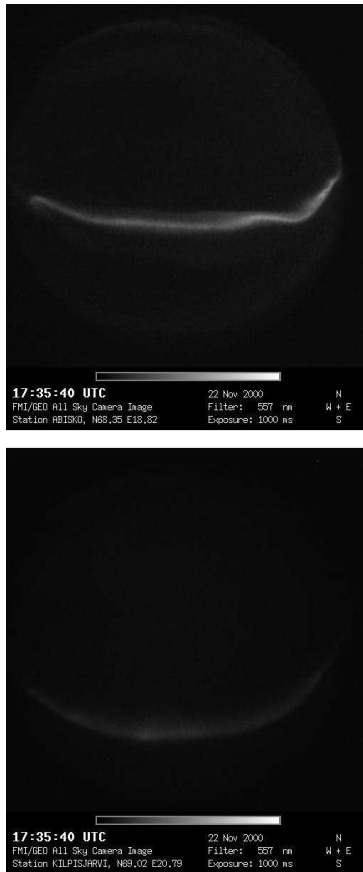 17:35:40 UTC 22 Nov 2000 N
FMI/GEO All Sky Camera Image Filter: 557 nm W + E
Station ABISKO, N68.35 E18.82 Exposure: 1000 ms S
17:35:40 UTC 22 Nov 2000 N
FMI/GEO All Sky Camera Image Filter: 557 nm W + E
Station KILPISJARVI, N69.02 E20.79 Exposure: 1000 ms S